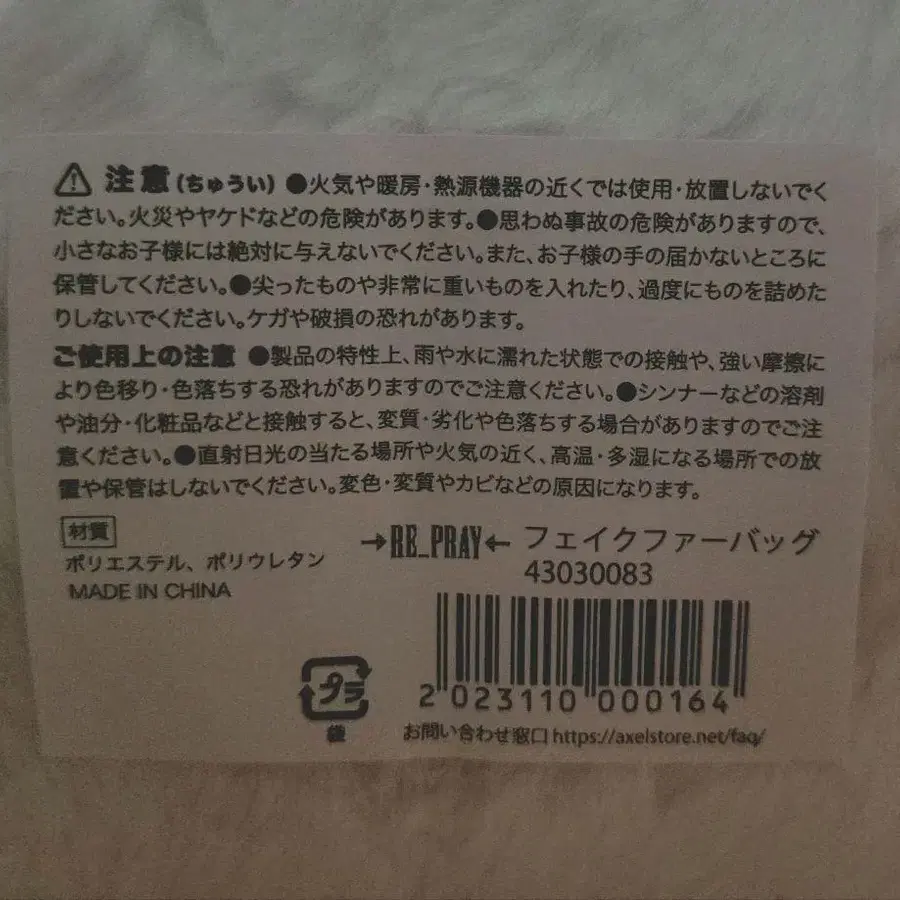 ⚠ 注意(ちゅうい) ●火気や暖房・熱源機器の近くでは使用・放置しないでく
ださい。火災やヤケドなどの危険があります。●思わぬ事故の危険がありますので、
小さなお子様には絶対に与えないでください。また、お子様の手の届かないところに
保管してください。●尖ったものや非常に重いものを入れたり、過度にものを詰めた
りしないでください。ケガや破損の恐れがあります。
ご使用上の注意 ●製品の特性上、雨や水に濡れた状態での接触や、強い摩擦に
より色移り・色落ちする恐れがありますのでご注意ください。●シンナーなどの溶剤
や油分・化粧品などと接触すると、変質・劣化や色落ちする場合がありますのでご注
意ください。●直射日光の当たる場所や火気の近く、高温・多湿になる場所での放
置や保管はしないでください。変色・変質やカビなどの原因になります。
材質
ポリエステル、ポリウレタン
MADE IN CHINA
→RE_PRAY← フェイクファーバッグ
43030083
2 023110 000164
プラ
袋
お問い合わせ窓口 https://axelstore.net/faq/